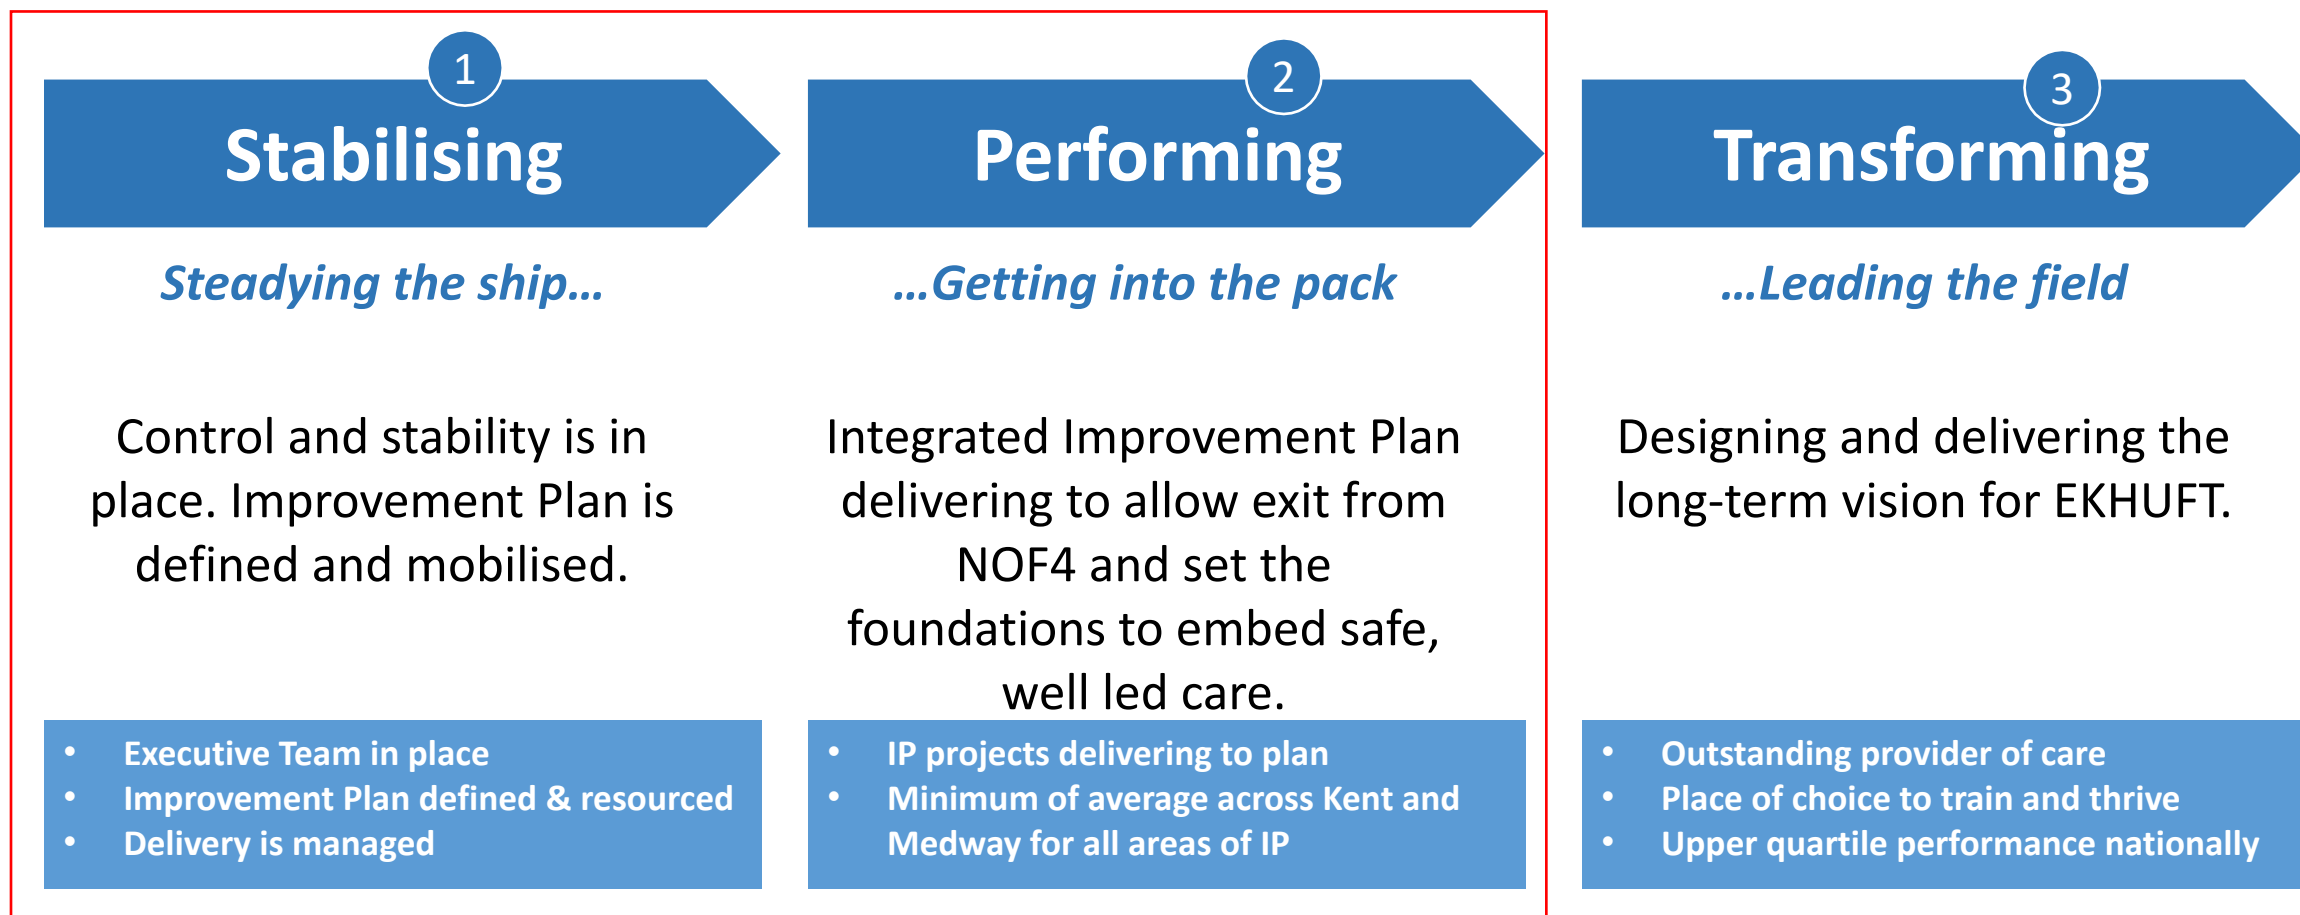 1
Stabilising
Steadying the ship...
Control and stability is in
place. Improvement Plan is
defined and mobilised.
• Executive Team in place
• Improvement Plan defined & resourced
• Delivery is managed
2
Performing
...Getting into the pack
Integrated Improvement Plan
delivering to allow exit from
NOF4 and set the
foundations to embed safe,
well led care.
• IP projects delivering to plan
• Minimum of average across Kent and
Medway for all areas of IP
3
Transforming
...Leading the field
Designing and delivering the
long-term vision for EKHUFT.
• Outstanding provider of care
• Place of choice to train and thrive
• Upper quartile performance nationally